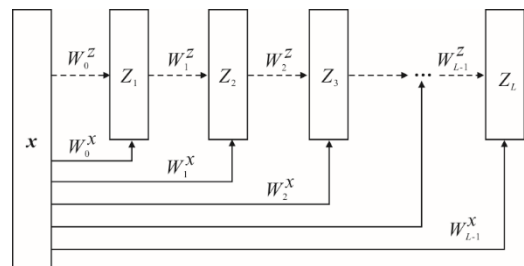 x
W_0^z
Z_1
W_1^z
Z_2
W_2^z
Z_3
...
W_{L-1}^z
Z_L
W_0^x
W_1^x
W_2^x
W_{L-1}^x